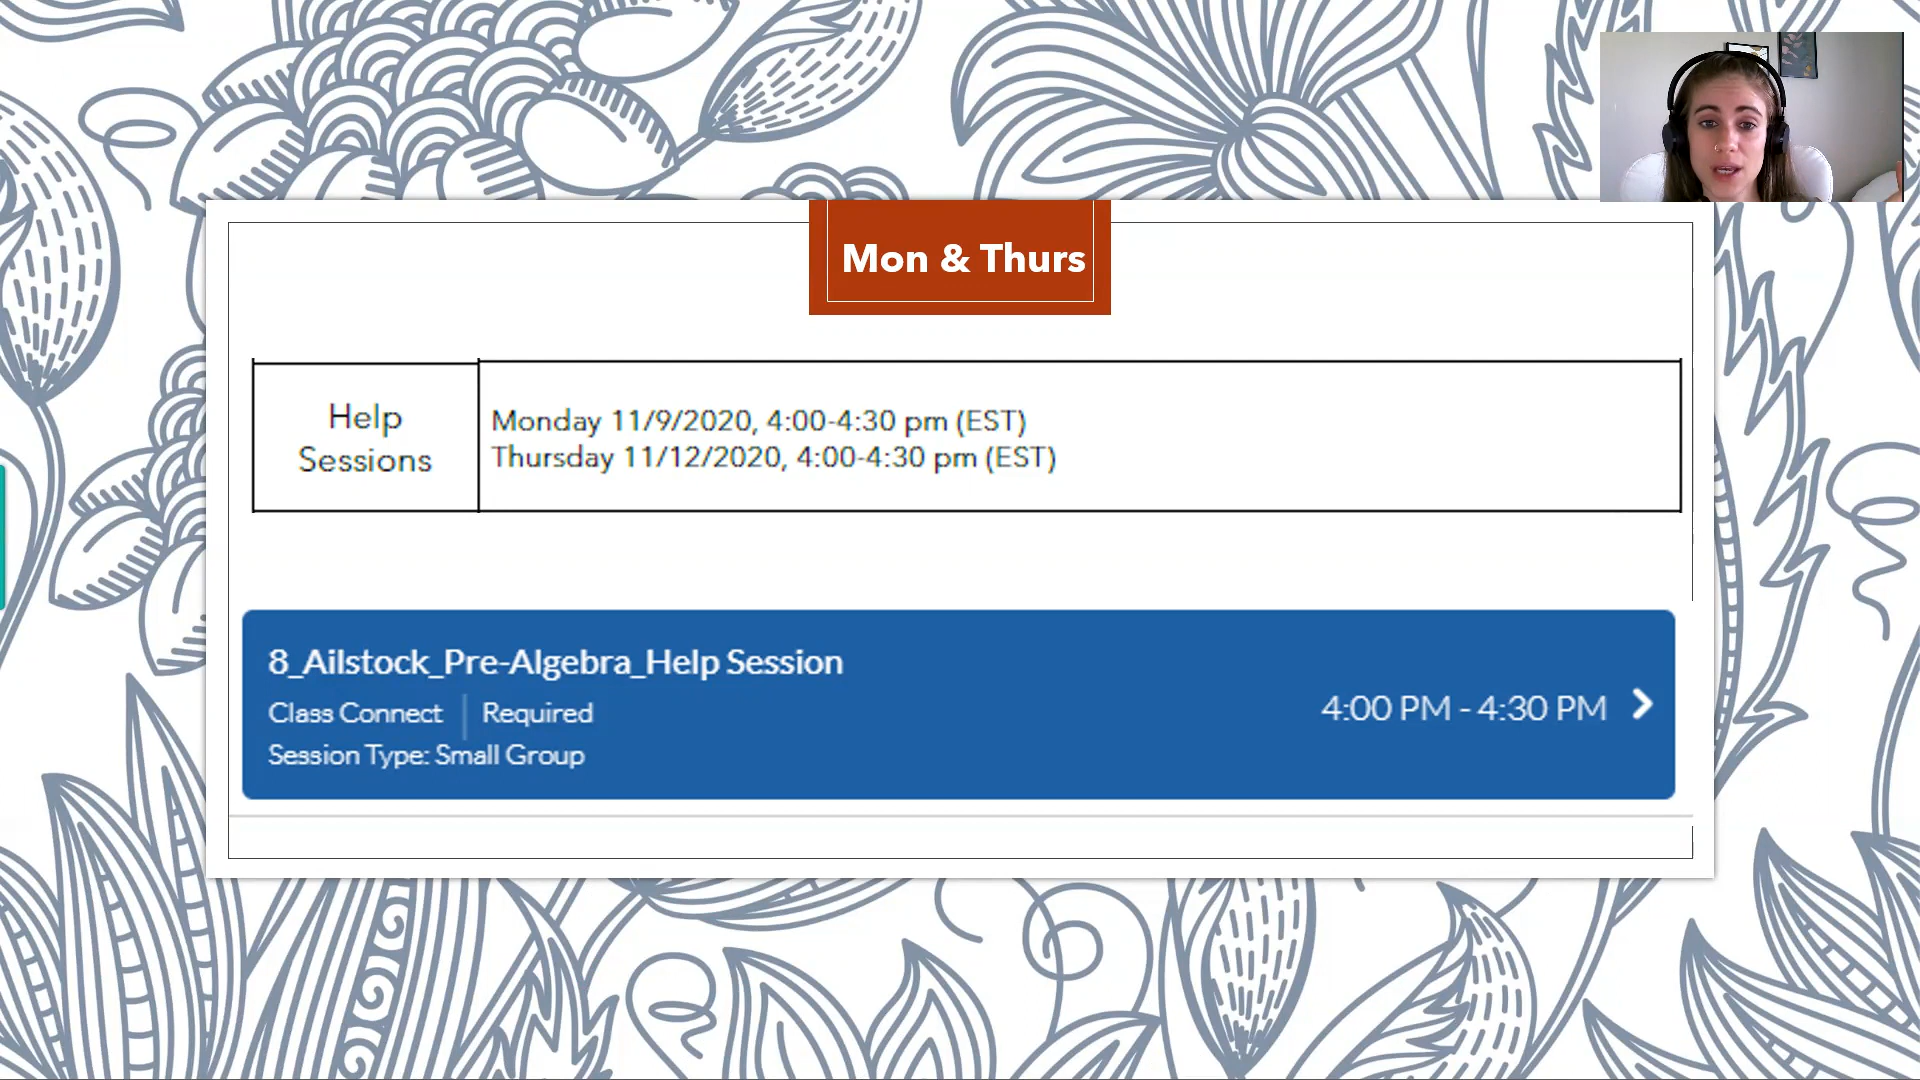 Mon & Thurs
Help
Sessions
Monday 11/9/2020, 4:00-4:30 pm (EST)
Thursday 11/12/2020, 4:00-4:30 pm (EST)
8_Ailstock_Pre-Algebra_Help Session
Class Connect | Required
Session Type: Small Group
4:00 PM - 4:30 PM